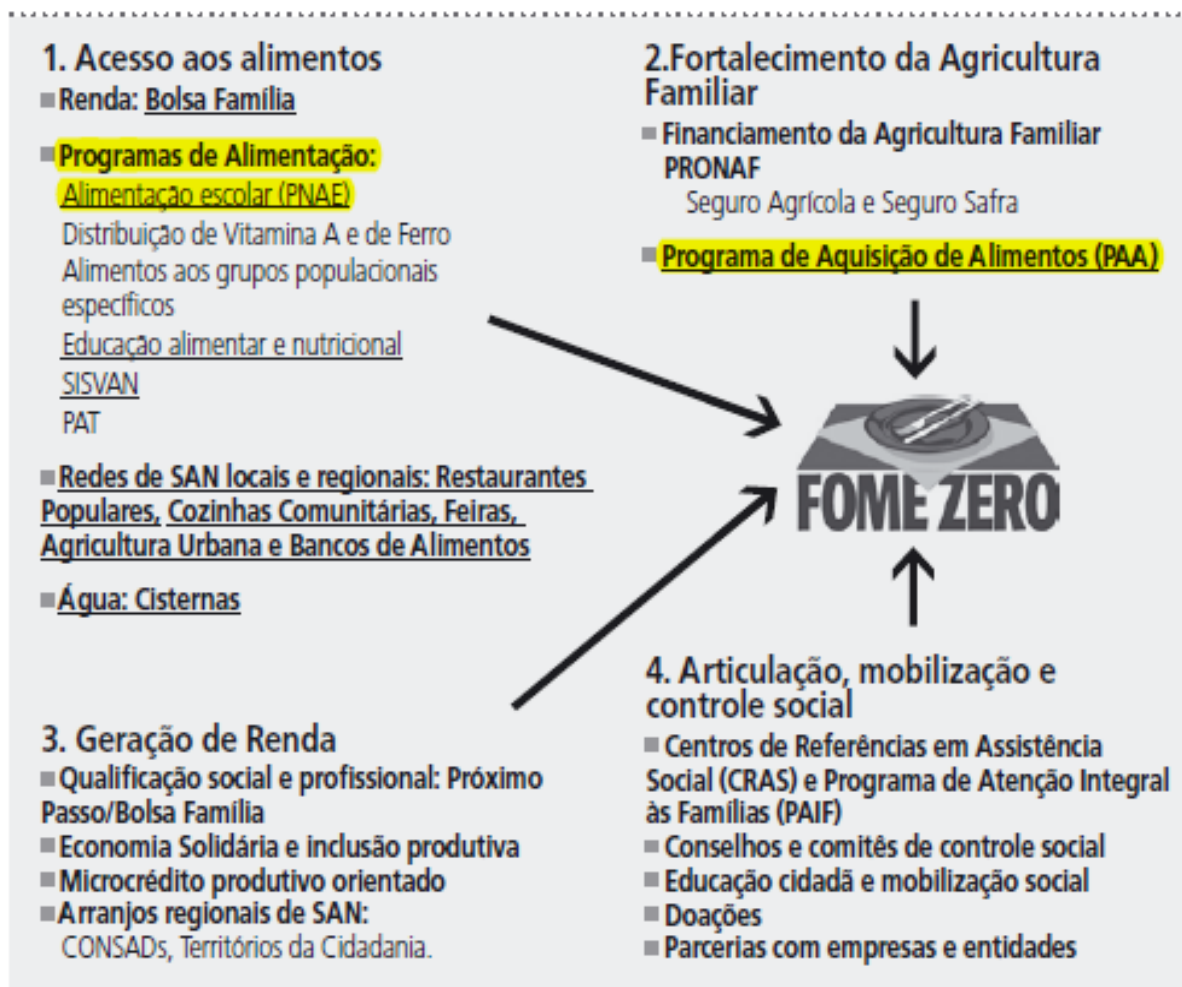 1. Acesso aos alimentos
Renda: Bolsa Família
Programas de Alimentação:
Alimentação escolar (PNAE)
Distribuição de Vitamina A e de Ferro
Alimentos aos grupos populacionais
específicos
Educação alimentar e nutricional
SISVAN
PAT
Redes de SAN locais e regionais: Restaurantes
Populares, Cozinhas Comunitárias, Feiras,
Agricultura Urbana e Bancos de Alimentos
Água: Cisternas
2.Fortalecimento da Agricultura
Familiar
Financiamento da Agricultura Familiar
PRONAF
Seguro Agrícola e Seguro Safra
Programa de Aquisição de Alimentos (PAA)
FOME ZERO
3. Geração de Renda
Qualificação social e profissional: Próximo
Passo/Bolsa Família
Economia Solidária e inclusão produtiva
Microcrédito produtivo orientado
Arranjos regionais de SAN:
CONSADs, Territórios da Cidadania.
4. Articulação, mobilização e
controle social
Centros de Referências em Assistência
Social (CRAS) e Programa de Atenção Integral
às Famílias (PAIF)
Conselhos e comitês de controle social
Educação cidadã e mobilização social
Doações
Parcerias com empresas e entidades